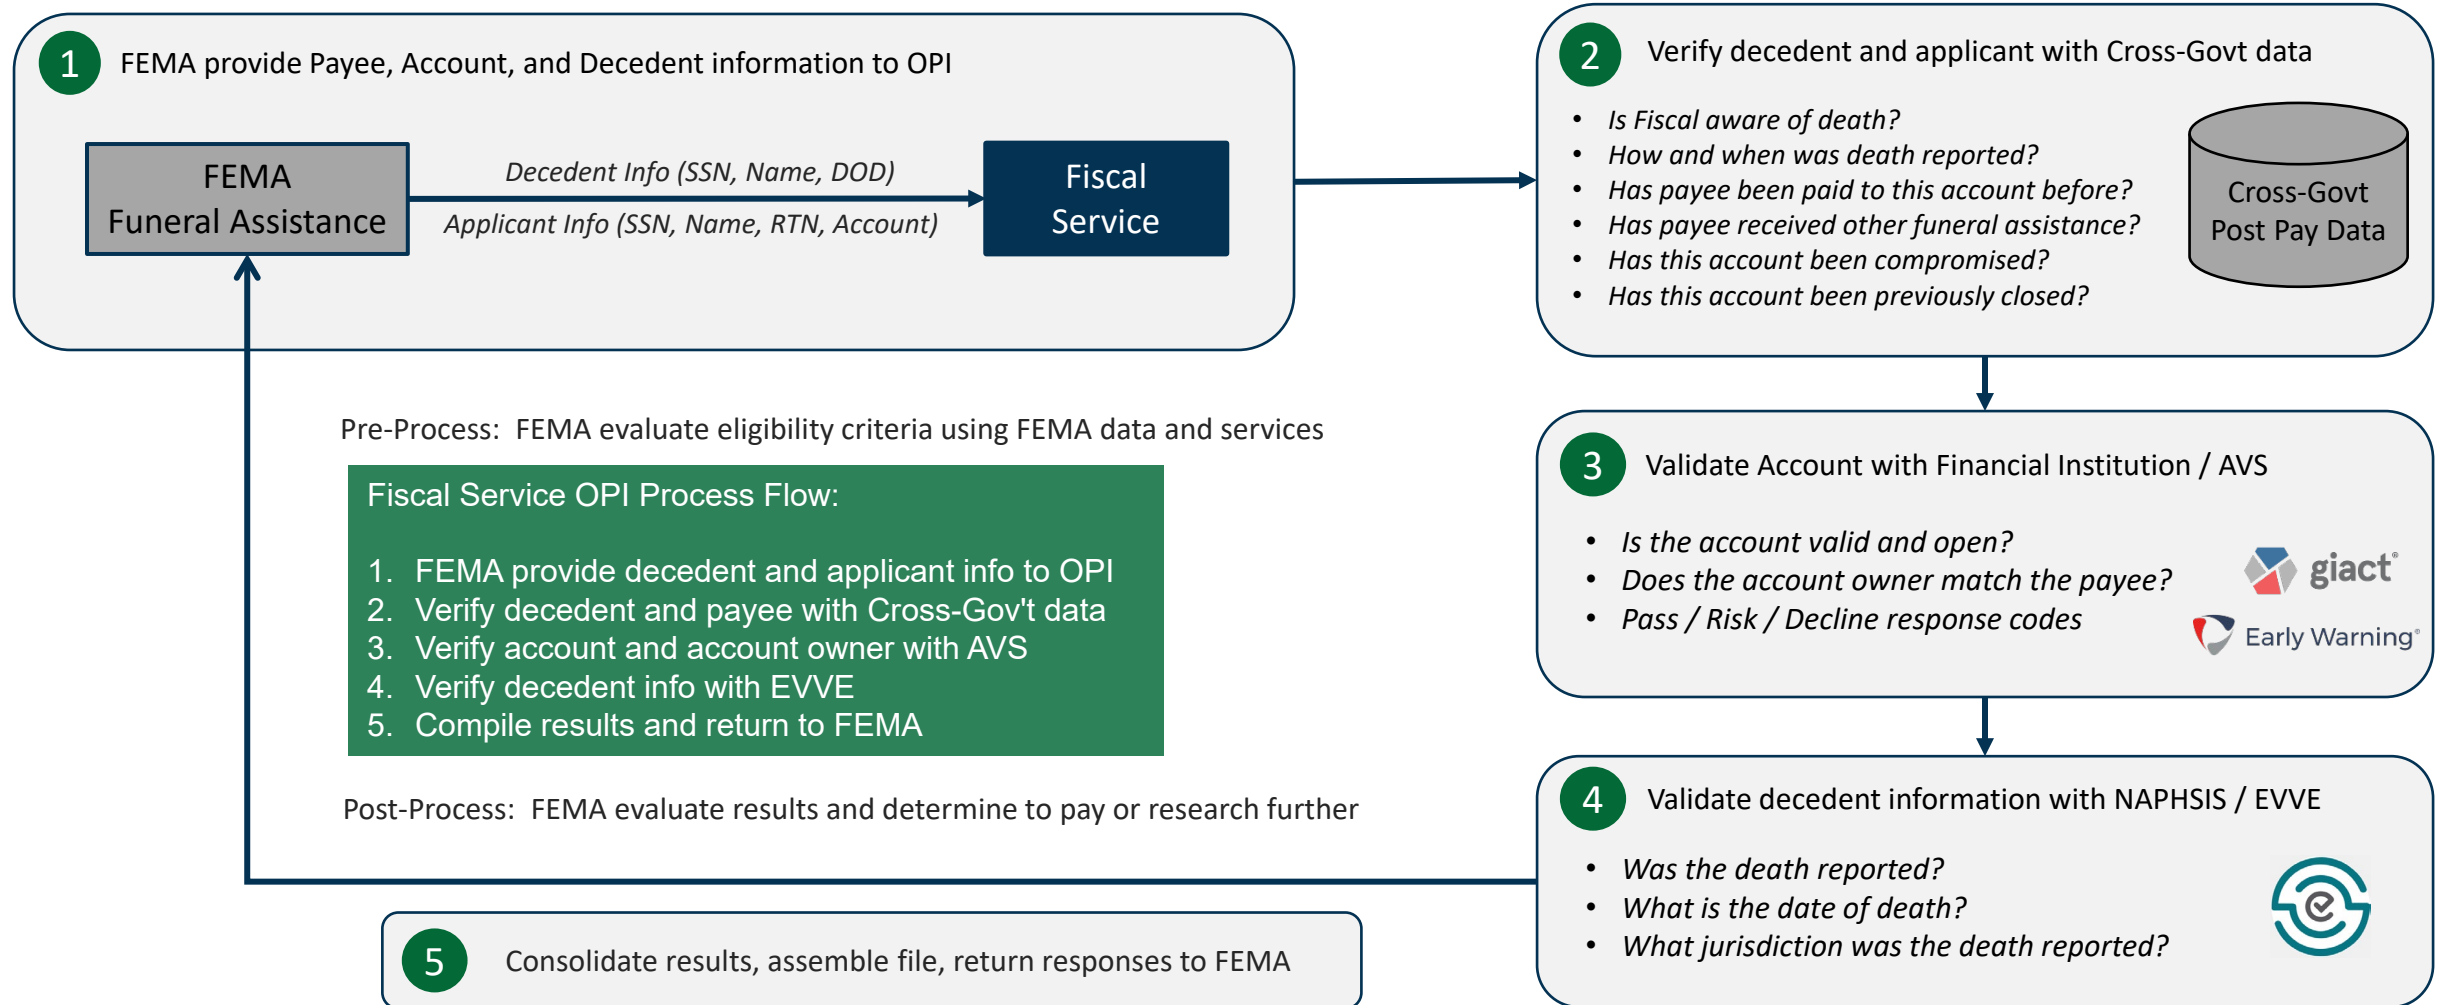 1
FEMA provide Payee, Account, and Decedent information to OPI
FEMA
Funeral Assistance
Decedent Info (SSN, Name, DOD)
Applicant Info (SSN, Name, RTN, Account)
Fiscal
Service
2
Verify decedent and applicant with Cross-Govt data
• Is Fiscal aware of death?
• How and when was death reported?
• Has payee been paid to this account before?
• Has payee received other funeral assistance?
• Has this account been compromised?
• Has this account been previously closed?
Cross-Govt
Post Pay Data
Pre-Process:  FEMA evaluate eligibility criteria using FEMA data and services
Fiscal Service OPI Process Flow:
1. FEMA provide decedent and applicant info to OPI
2. Verify decedent and payee with Cross-Gov't data
3. Verify account and account owner with AVS
4. Verify decedent info with EVVE
5. Compile results and return to FEMA
Post-Process:  FEMA evaluate results and determine to pay or research further
3
Validate Account with Financial Institution / AVS
• Is the account valid and open?
• Does the account owner match the payee?
• Pass / Risk / Decline response codes
giact®
Early Warning®
4
Validate decedent information with NAPHSIS / EVVE
• Was the death reported?
• What is the date of death?
• What jurisdiction was the death reported?
5
Consolidate results, assemble file, return responses to FEMA